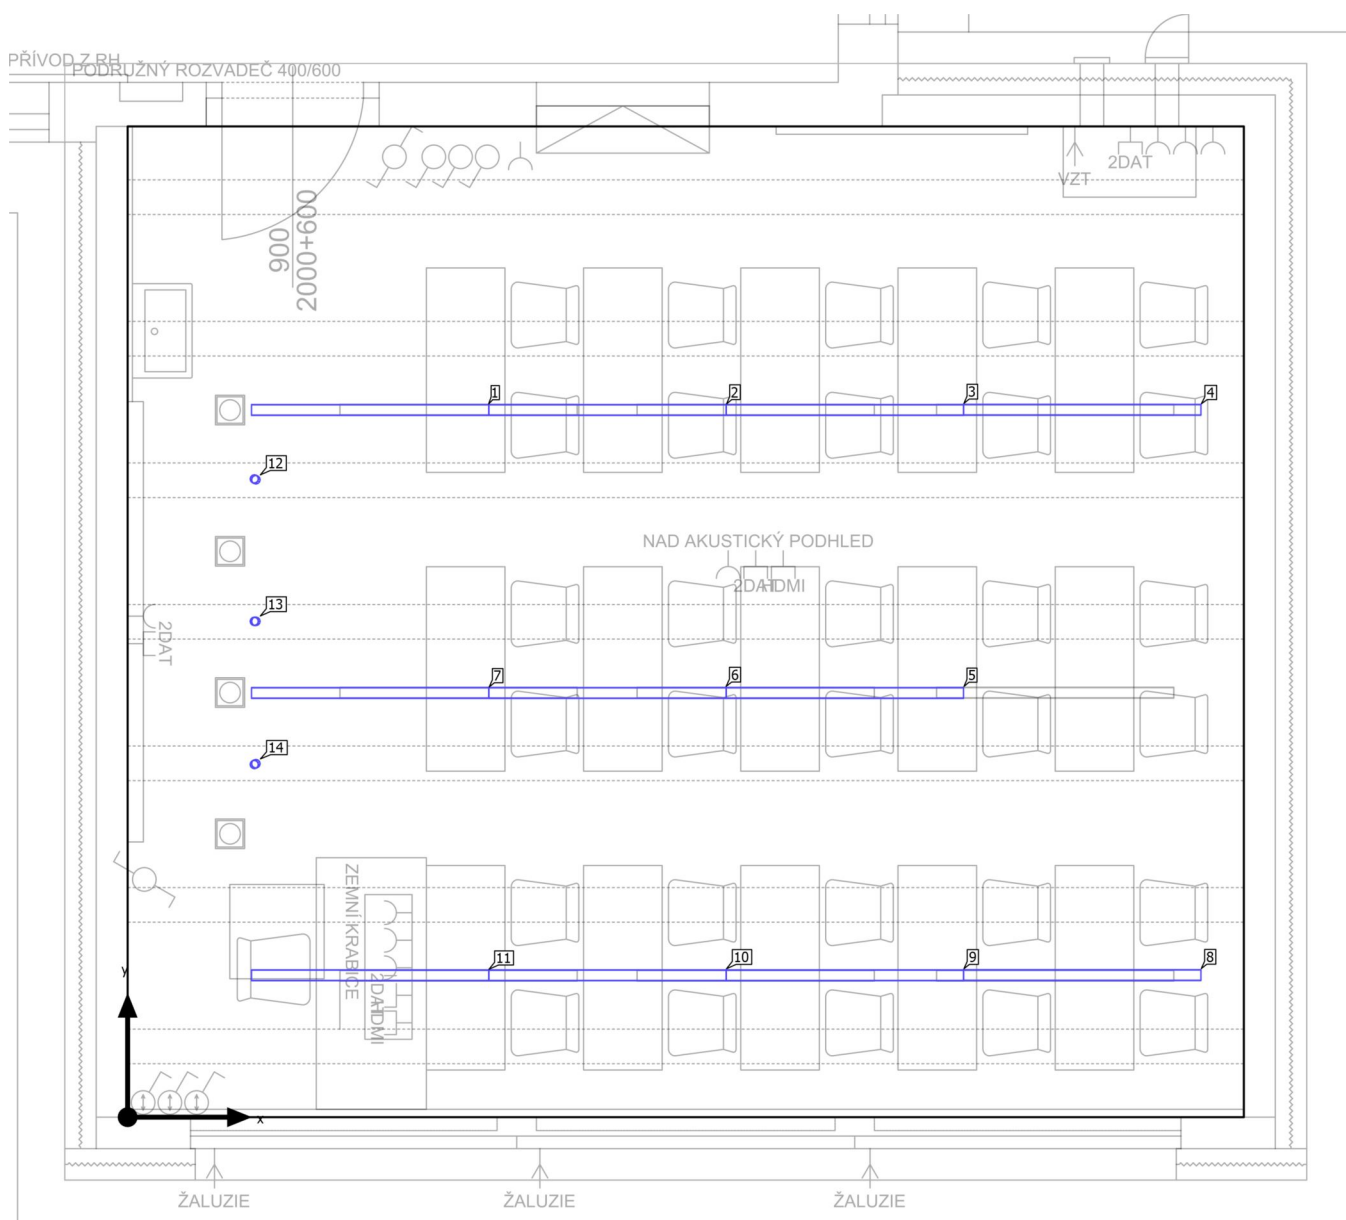 PŘÍVOD Z RH
PODRUŽNÝ ROZVADEČ 400/600
2DAT
VZT
900
2000+600
1
2
3
4
12
NAD AKUSTICKÝ PODHLED
2DAT
HDMI
13
2DAT
7
6
5
14
ZEMNÍ KRABICE
2DAT
HDMI
11
10
9
8
y
x
ŽALUZIE
ŽALUZIE
ŽALUZIE